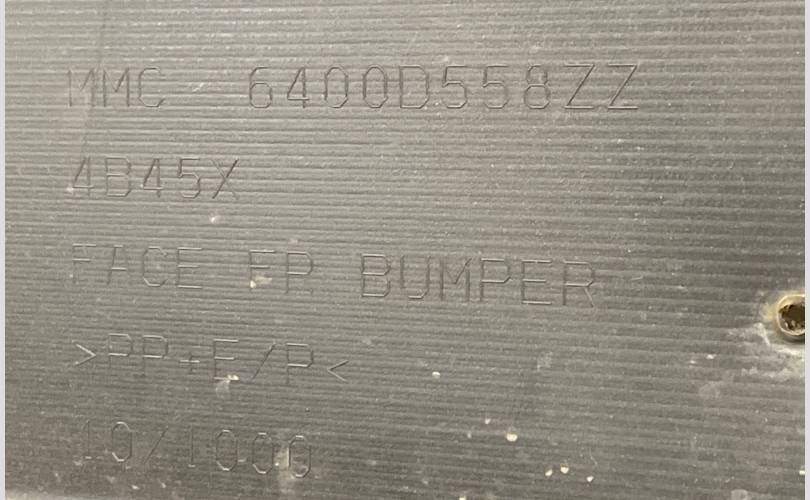 MMC 6400D558ZZ
4B45X
FACE FR BUMPER
>PP+E/P<
10/1000